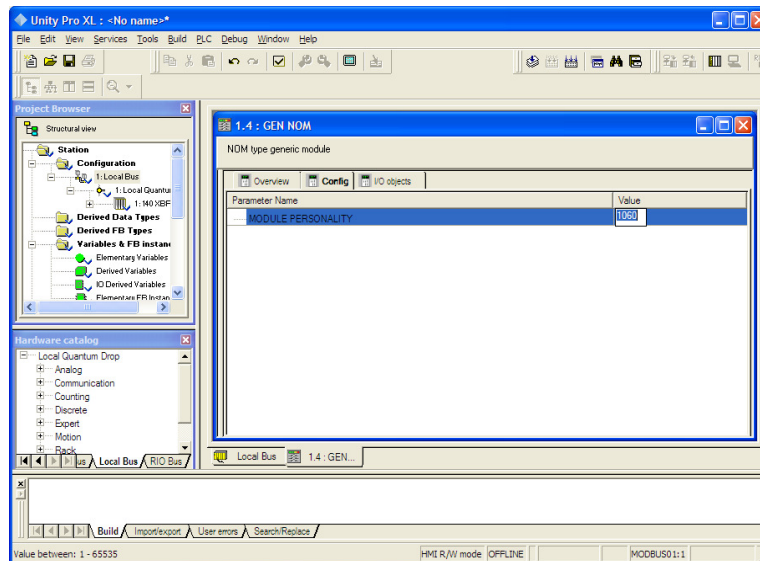 Unity Pro XL : <No name>*
File Edit View Services Tools Build PLC Debug Window Help
Project Browser
Structural view
Station
Configuration
1:Local Bus
1:Local Quantu
1:140 XBF
Derived Data Types
Derived FB Types
Variables & FB instan
Elementary Variables
Derived Variables
IO Derived Variables
Elementary FB Instan
Hardware catalog
Local Quantum Drop
Analog
Communication
Counting
Discrete
Expert
Motion
Rack
us Local Bus RIO Bus
1.4 : GEN NOM
NOM type generic module
Overview Config I/O objects
Parameter Name Value
MODULE PERSONALITY 1060
Local Bus 1.4 : GEN...
Build Import/export User errors Search/Replace
Value between: 1 - 65535 HMI R/W mode OFFLINE MODBUS01:1